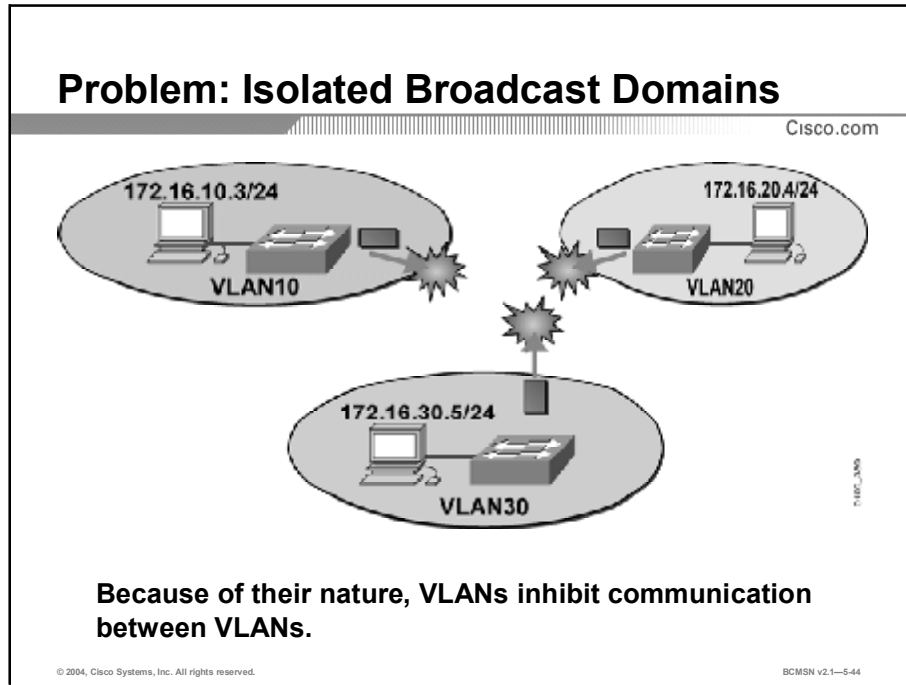 Problem: Isolated Broadcast Domains
Cisco.com
172.16.10.3/24
VLAN10
172.16.20.4/24
VLAN20
172.16.30.5/24
VLAN30
Because of their nature, VLANs inhibit communication
between VLANs.
© 2004, Cisco Systems, Inc. All rights reserved.
BCMSN v2.1—5-44